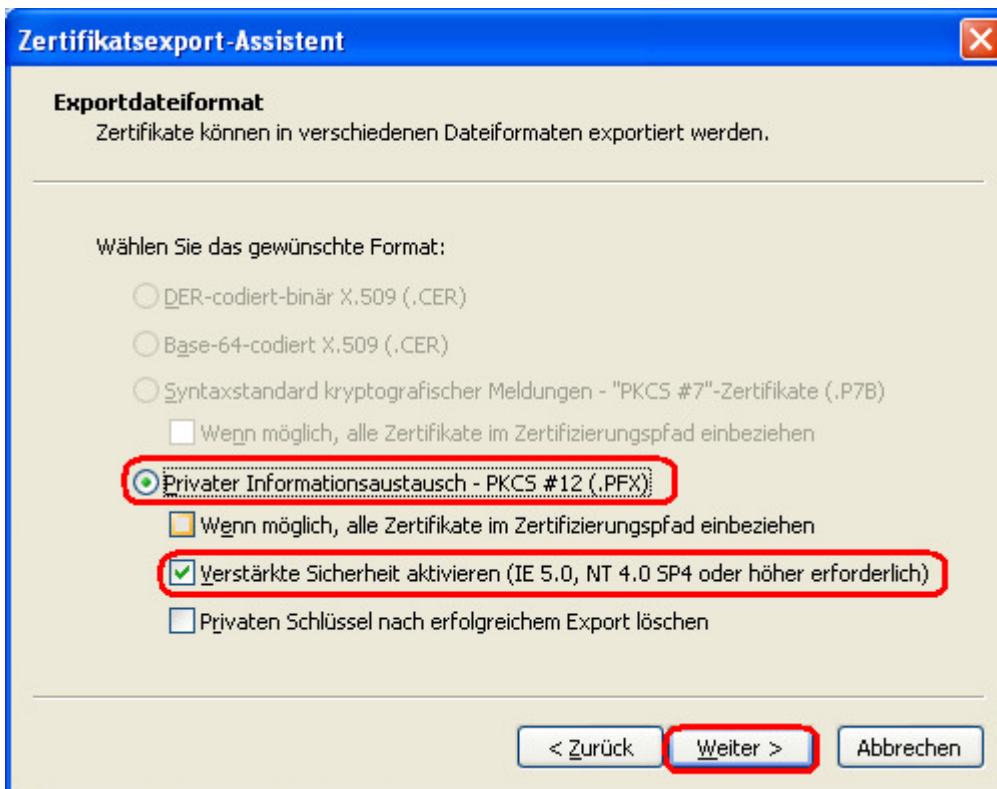 Zertifikatsexport-Assistent
Exportdateiformat
Zertifikate können in verschiedenen Dateiformaten exportiert werden.
Wählen Sie das gewünschte Format:
DER-codiert-binär X.509 (.CER)
Base-64-codiert X.509 (.CER)
Syntaxstandard kryptografischer Meldungen - "PKCS #7"-Zertifikate (.P7B)
Wenn möglich, alle Zertifikate im Zertifizierungspfad einbeziehen
Privater Informationsaustausch - PKCS #12 (.PFX)
Wenn möglich, alle Zertifikate im Zertifizierungspfad einbeziehen
Verstärkte Sicherheit aktivieren (IE 5.0, NT 4.0 SP4 oder höher erforderlich)
Privaten Schlüssel nach erfolgreichem Export löschen
< Zurück Weiter > Abbrechen